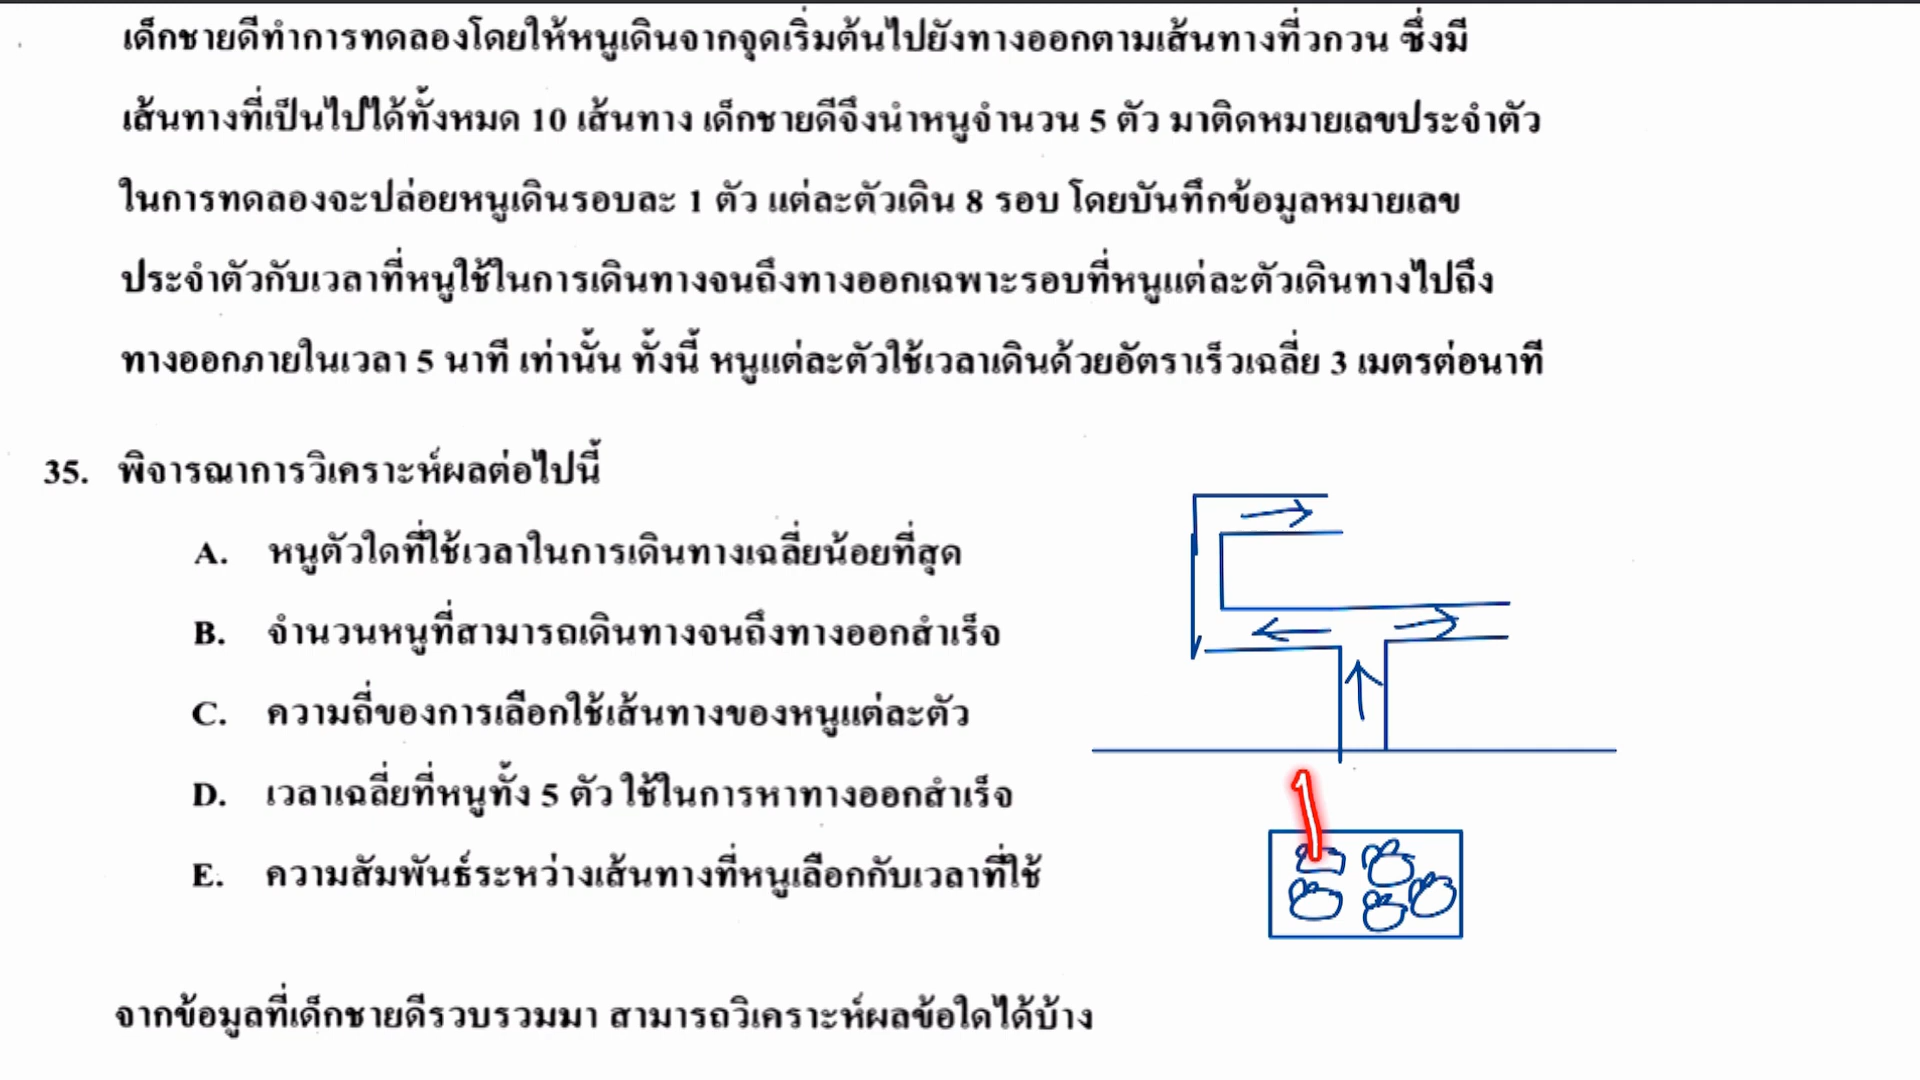 เด็กชายดีทำการทดลองโดยให้หนูเดินจากจุดเริ่มต้นไปยังทางออกตามเส้นทางที่วกวน ซึ่งมี
เส้นทางที่เป็นไปได้ทั้งหมด 10 เส้นทาง เด็กชายดีจึงนำหนูจำนวน 5 ตัว มาติดหมายเลขประจำตัว
ในการทดลองจะปล่อยหนูเดินรอบละ 1 ตัว แต่ละตัวเดิน 8 รอบ โดยบันทึกข้อมูลหมายเลข
ประจำตัวกับเวลาที่หนูใช้ในการเดินทางจนถึงทางออกเฉพาะรอบที่หนูแต่ละตัวเดินทางไปถึง
ทางออกภายในเวลา 5 นาที เท่านั้น ทั้งนี้ หนูแต่ละตัวใช้เวลาเดินด้วยอัตราเร็วเฉลี่ย 3 เมตรต่อนาที
35. พิจารณาการวิเคราะห์ผลต่อไปนี้
A. หนูตัวใดที่ใช้เวลาในการเดินทางเฉลี่ยน้อยที่สุด
B. จำนวนหนูที่สามารถเดินทางจนถึงทางออกสำเร็จ
C. ความถี่ของการเลือกใช้เส้นทางของหนูแต่ละตัว
D. เวลาเฉลี่ยที่หนูทั้ง 5 ตัว ใช้ในการหาทางออกสำเร็จ
E. ความสัมพันธ์ระหว่างเส้นทางที่หนูเลือกกับเวลาที่ใช้
1
จากข้อมูลที่เด็กชายดีรวบรวมมา สามารถวิเคราะห์ผลข้อใดได้บ้าง